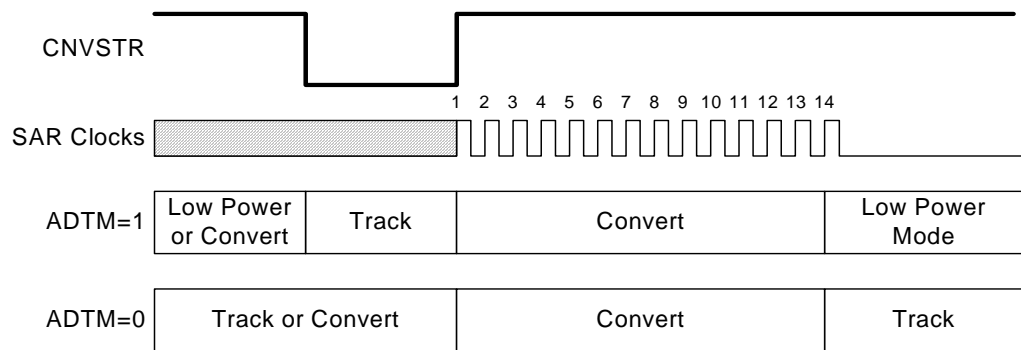 CNVSTR
1 2 3 4 5 6 7 8 9 10 11 12 13 14
SAR Clocks
ADTM=1
Low Power
or Convert
Track
Convert
Low Power
Mode
ADTM=0
Track or Convert
Convert
Track